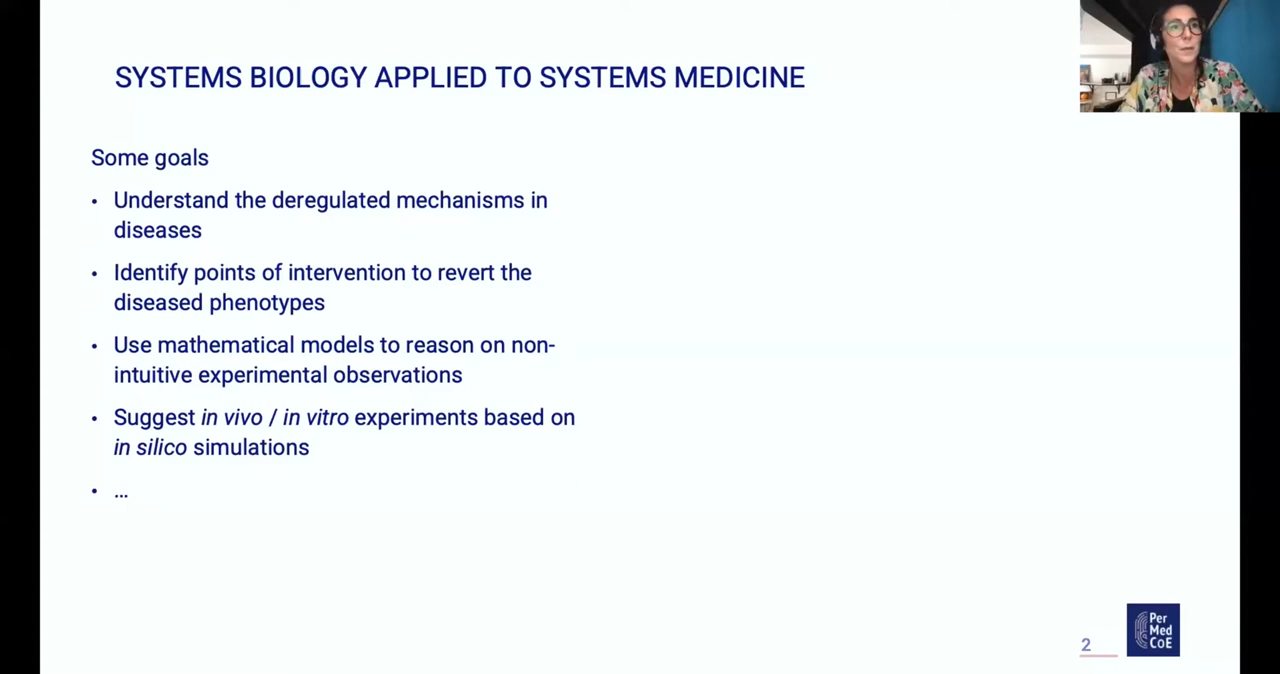 SYSTEMS BIOLOGY APPLIED TO SYSTEMS MEDICINE
Some goals
• Understand the deregulated mechanisms in
diseases
• Identify points of intervention to revert the
diseased phenotypes
• Use mathematical models to reason on non-
intuitive experimental observations
• Suggest in vivo / in vitro experiments based on
in silico simulations
• ...
2
Per
Med
CoE